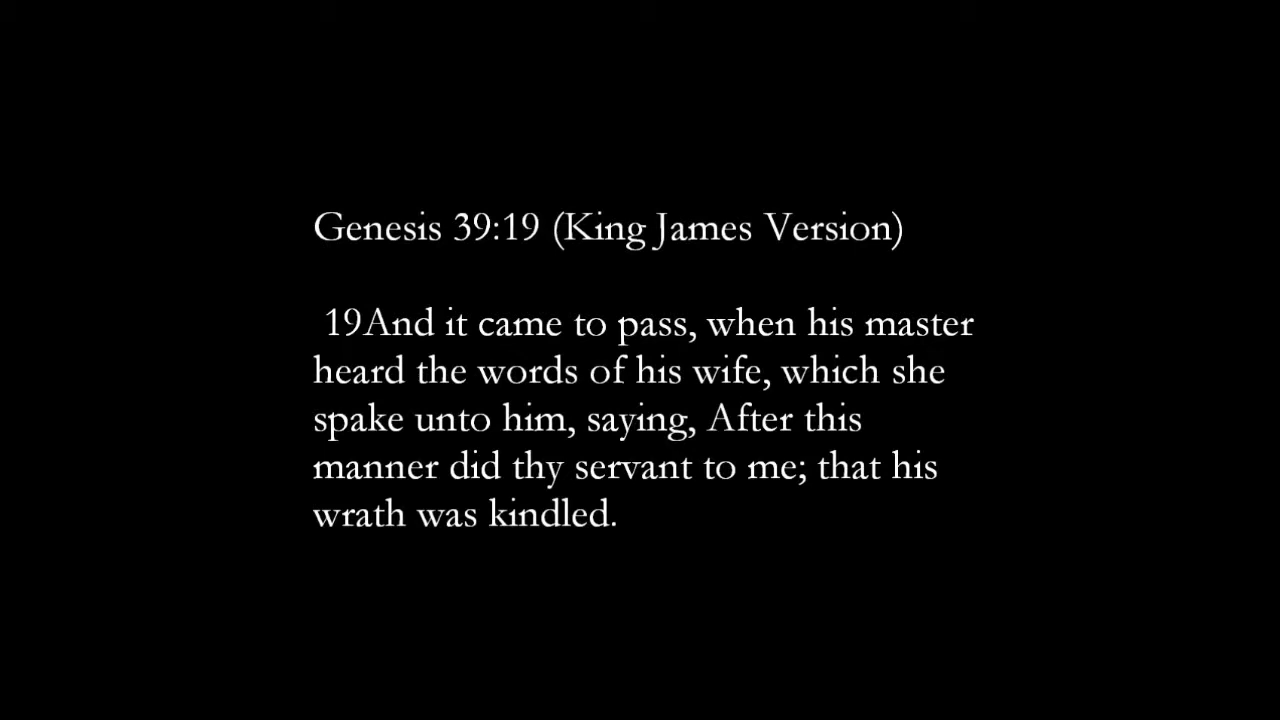 Genesis 39:19 (King James Version)
19And it came to pass, when his master
heard the words of his wife, which she
spake unto him, saying, After this
manner did thy servant to me; that his
wrath was kindled.